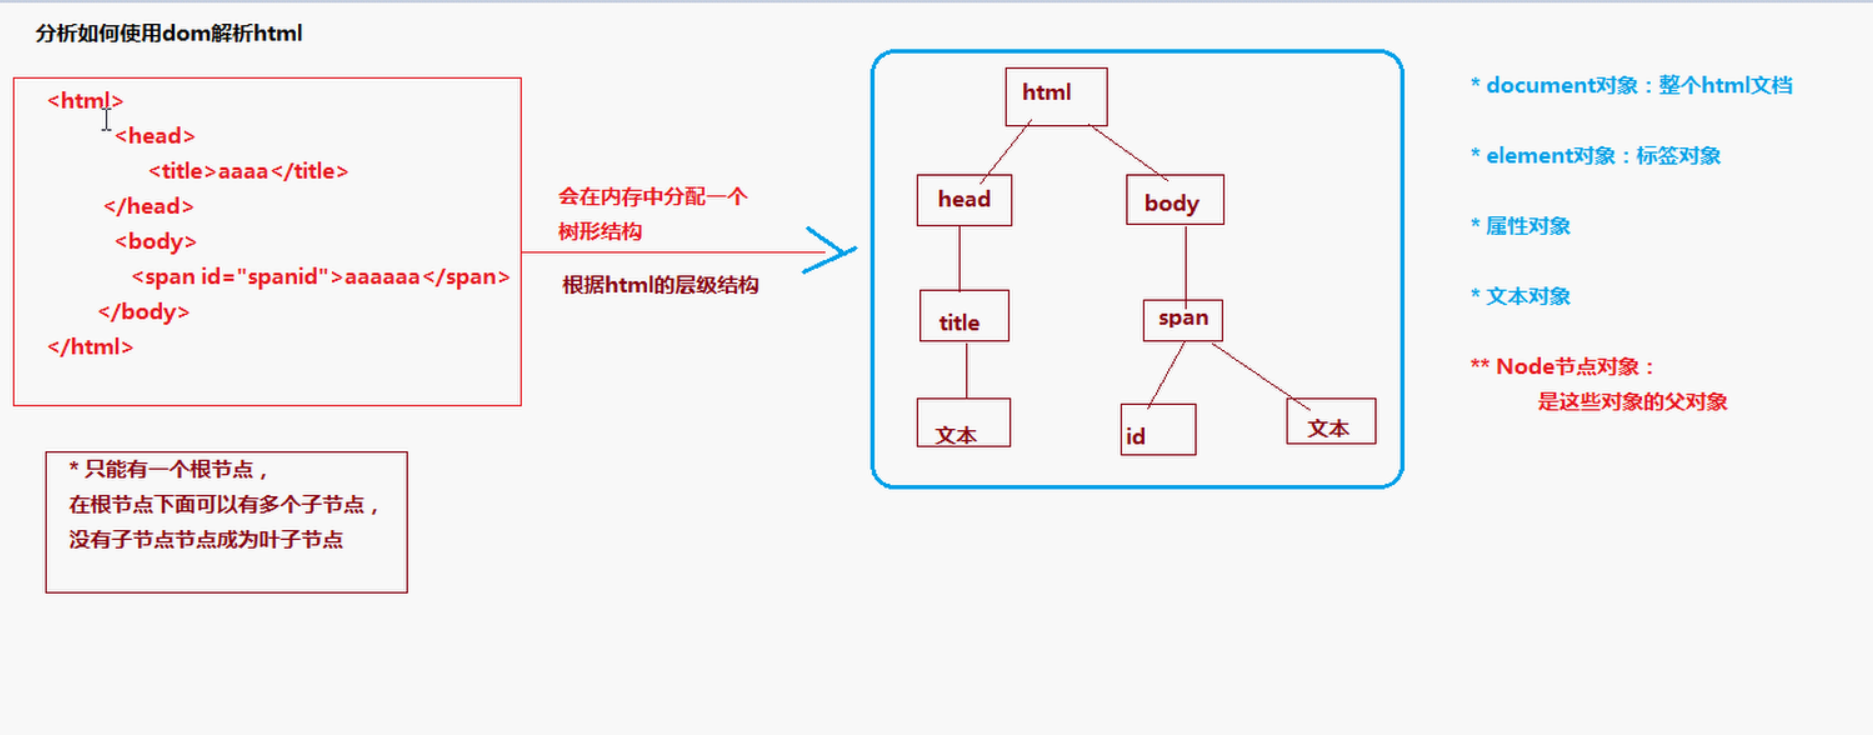 分析如何使用dom解析html
<html>
<head>
<title>aaaa</title>
</head>
<body>
<span id="spanid">aaaaaa</span>
</body>
</html>
* 只能有一个根节点，
在根节点下面可以有多个子节点，
没有子节点节点成为叶子节点
会在内存中分配一个
树形结构
根据html的层级结构
html
head
body
title
span
文本
id
文本
* document对象：整个html文档
* element对象：标签对象
* 属性对象
* 文本对象
** Node节点对象：
是这些对象的父对象